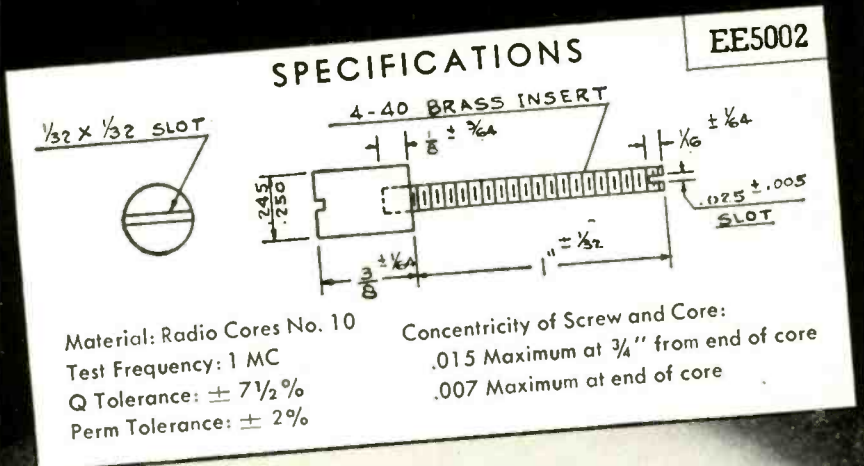 SPECIFICATIONS
EE5002
1/32 X 1/32 SLOT
4-40 BRASS INSERT
1/8 ± 3/64
1/16 ± 1/64
.245
.250
.025 ± .005
SLOT
3/8 ± 1/64
1" ± 1/32
Material: Radio Cores No. 10
Test Frequency: 1 MC
Q Tolerance: ± 7½%
Perm Tolerance: ± 2%
Concentricity of Screw and Core:
.015 Maximum at ¾" from end of core
.007 Maximum at end of core